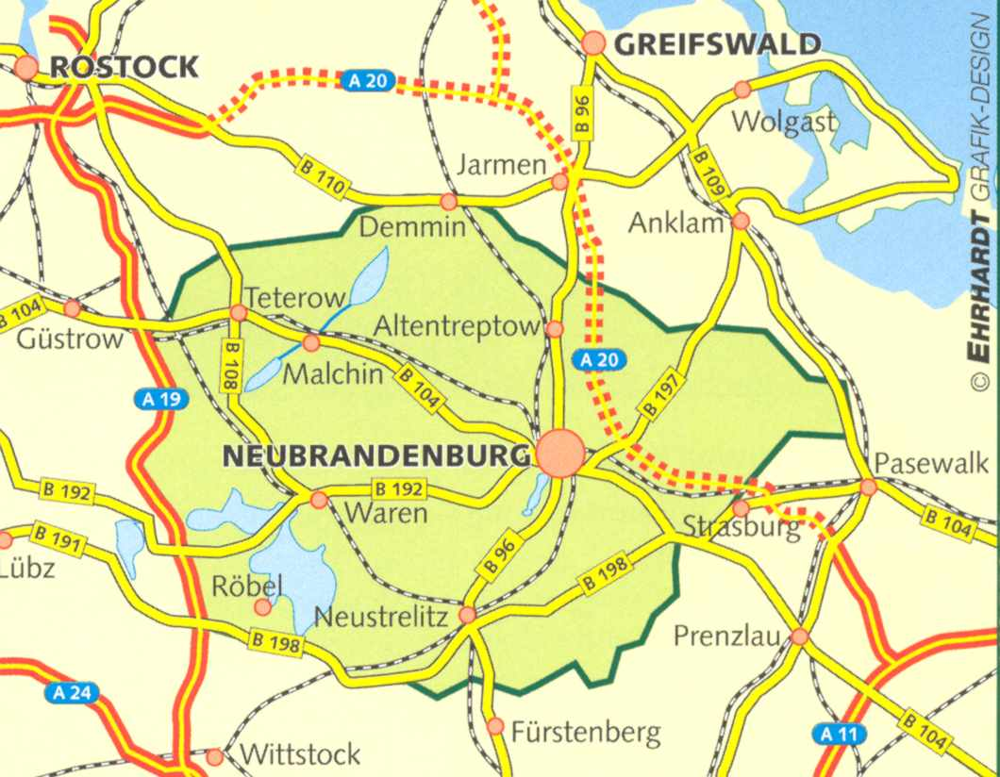 GREIFSWALD
ROSTOCK
A 20
B 96
Wolgast
Jarmen
B 110
B 109
Demmin
Anklam
Teterow
B 104
Güstrow
Altentreptow
Malchin
B 108
A 20
B 104
B 197
A 19
NEUBRANDENBURG
Pasewalk
B 192
B 192
Waren
Strasburg
B 104
B 191
Lübz
B 96
B 198
Röbel
Neustrelitz
B 198
Prenzlau
A 24
Fürstenberg
A 11
B 104
Wittstock
© EHRHARDT GRAFIK-DESIGN